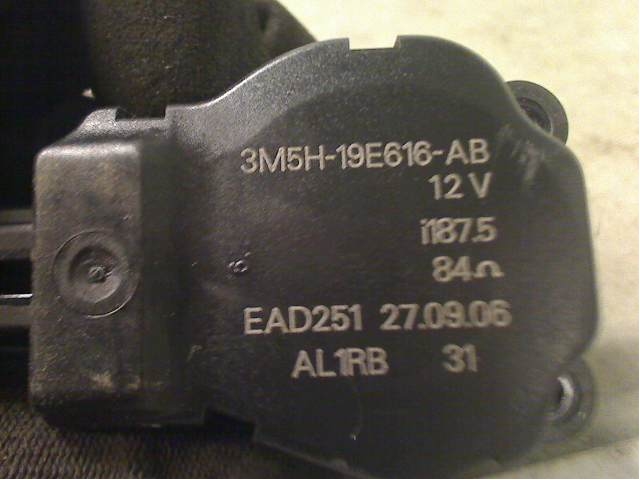 3M5H-19E616-AB
12 V
i187.5
84Ω
EAD251 27.09.06
AL1RB 31